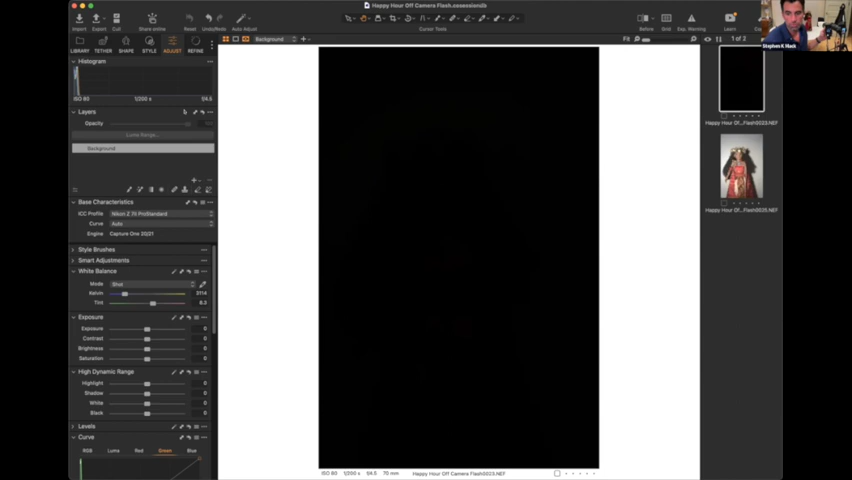 Happy Hour Off Camera Flash.cosessiondb
Import Export Cull Share online Reset Undo/Redo Auto Adjust Cursor Tools Before Grid Exp. Warning Learn
LIBRARY TETHER SHAPE STYLE ADJUST REFINE
Background
Fit
1 of 2
Stephen K Mack
Histogram
ISO 80 1/200 s f/4.5
Layers
Opacity
Luma Range...
Background
Base Characteristics
ICC Profile Nikon Z 7II ProStandard
Curve Auto
Engine Capture One 20/21
Style Brushes
Smart Adjustments
White Balance
Mode Shot
Kelvin 3114
Tint 6.3
Exposure
Exposure 0
Contrast 0
Brightness 0
Saturation 0
High Dynamic Range
Highlight 0
Shadow 0
White 0
Black 0
Levels
Curve
RGB Luma Red Green Blue
ISO 80 1/200 s f/4.5 70 mm Happy Hour Off Camera Flash0023.NEF
Happy Hour Of...Flash0023.NEF
Happy Hour Of...Flash0025.NEF